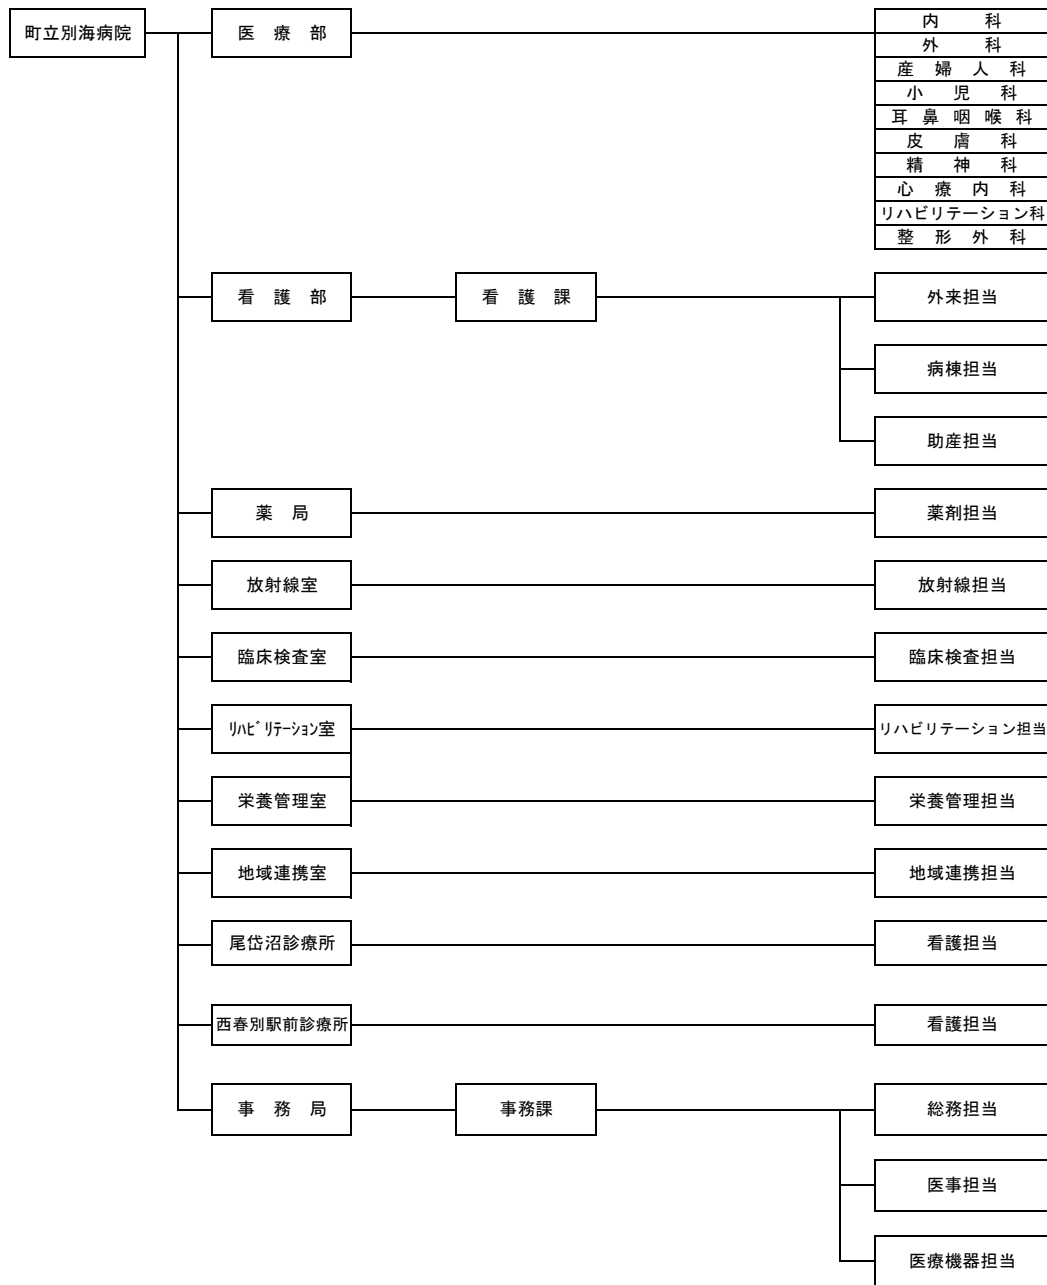 町立別海病院
医療部
内科
外科
産婦人科
小児科
耳鼻咽喉科
皮膚科
精神科
心療内科
リハビリテーション科
整形外科
看護部
看護課
外来担当
病棟担当
助産担当
薬局
薬剤担当
放射線室
放射線担当
臨床検査室
臨床検査担当
ﾘﾊﾋﾞﾘﾃｰｼｮﾝ室
リハビリテーション担当
栄養管理室
栄養管理担当
地域連携室
地域連携担当
尾岱沼診療所
看護担当
西春別駅前診療所
看護担当
事務局
事務課
総務担当
医事担当
医療機器担当